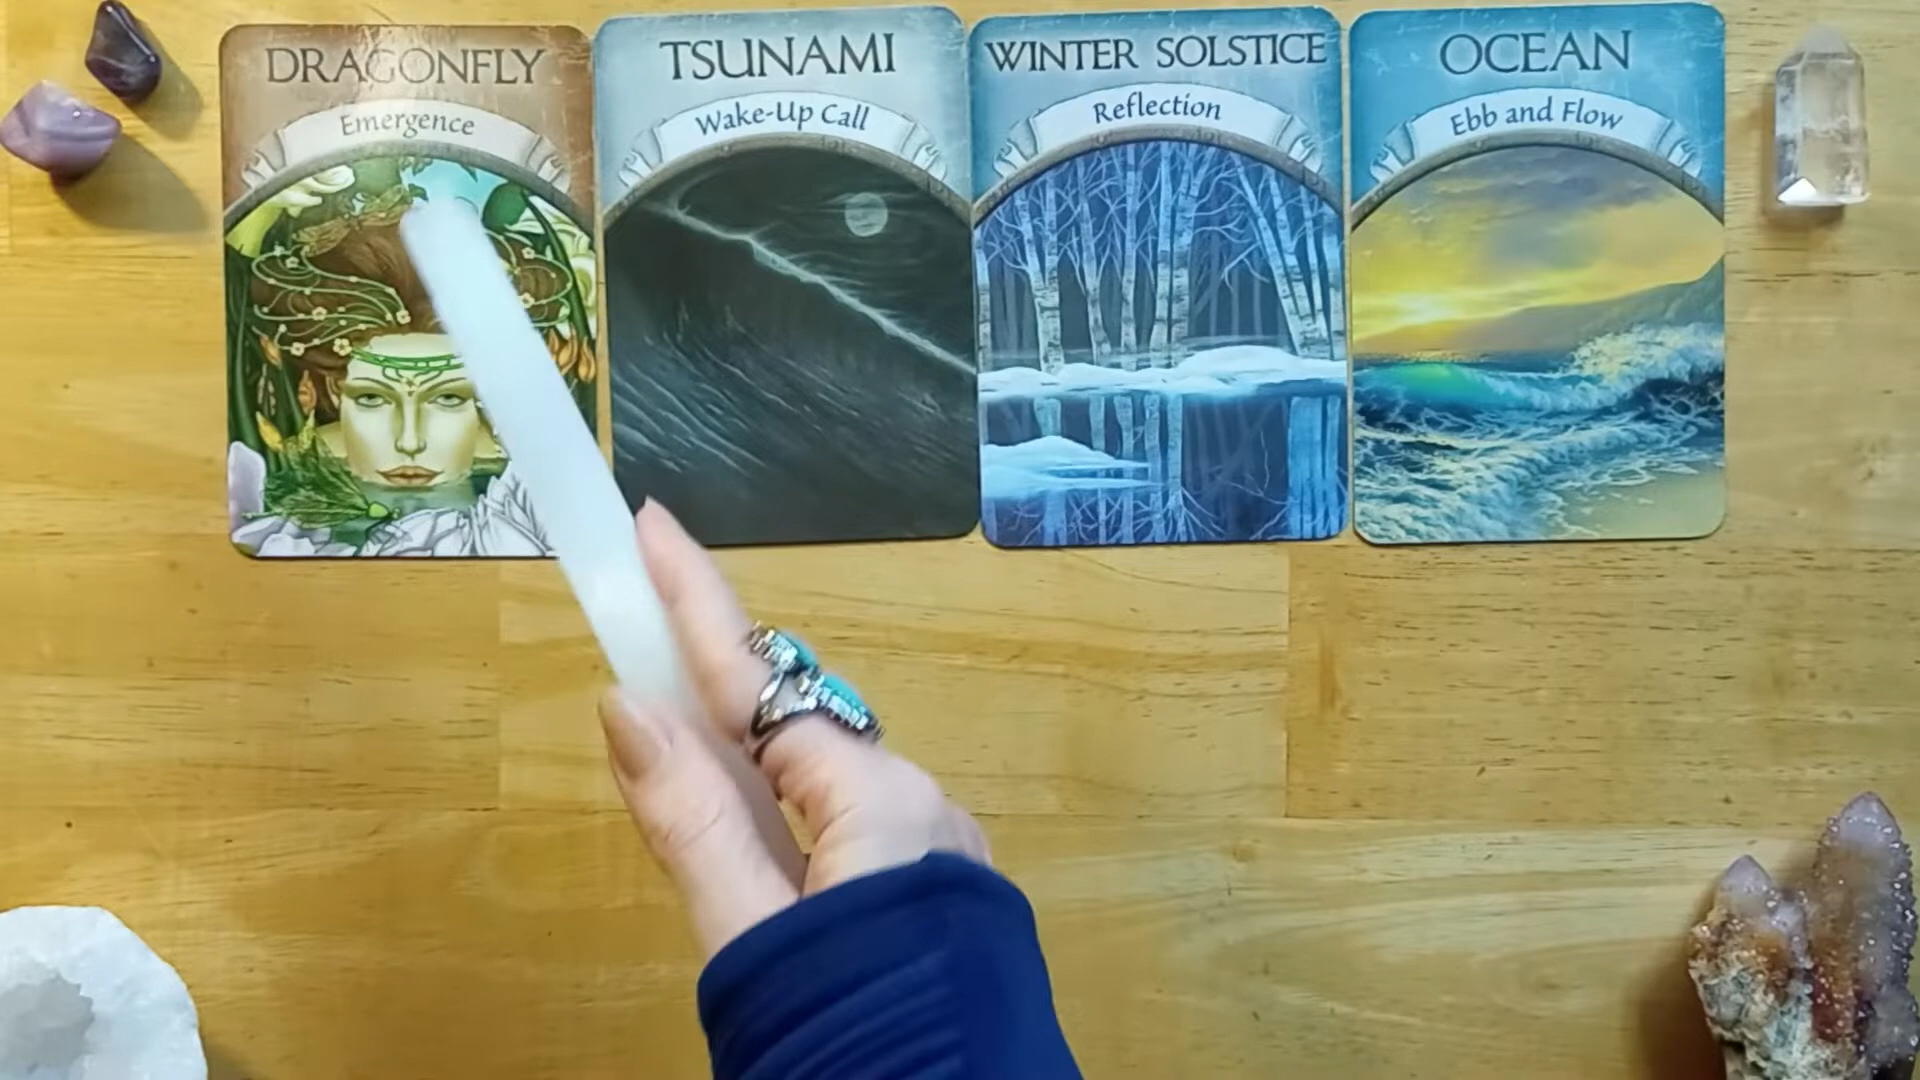 DRAGONFLY
Emergence
TSUNAMI
Wake-Up Call
WINTER SOLSTICE
Reflection
OCEAN
Ebb and Flow